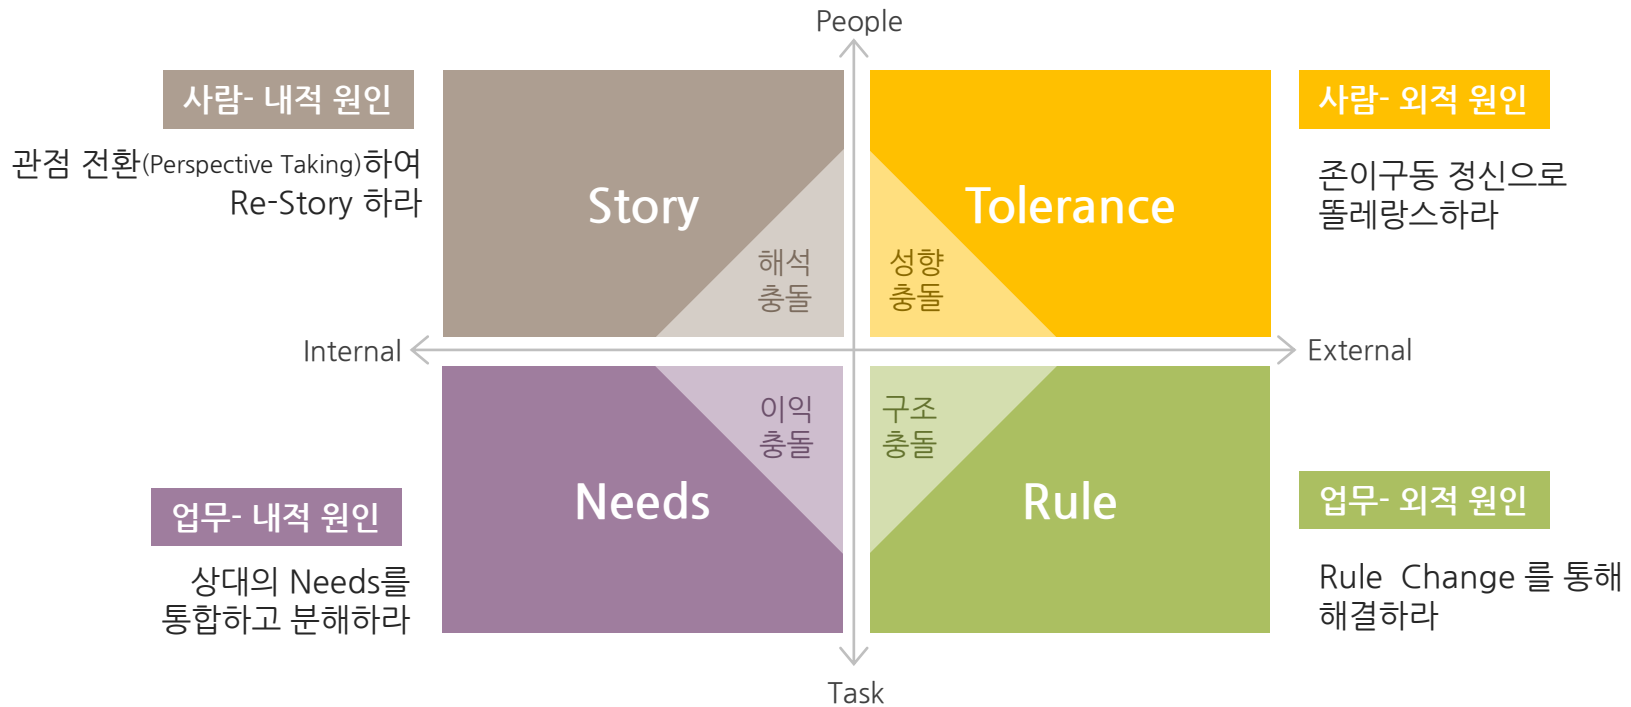 People
사람- 내적 원인
관점 전환(Perspective Taking)하여
Re-Story 하라
Story
해석
충돌
Tolerance
성향
충돌
사람- 외적 원인
존이구동 정신으로
똘레랑스하라
Internal
External
업무- 내적 원인
상대의 Needs를
통합하고 분해하라
Needs
이익
충돌
Rule
구조
충돌
업무- 외적 원인
Rule  Change 를 통해
해결하라
Task